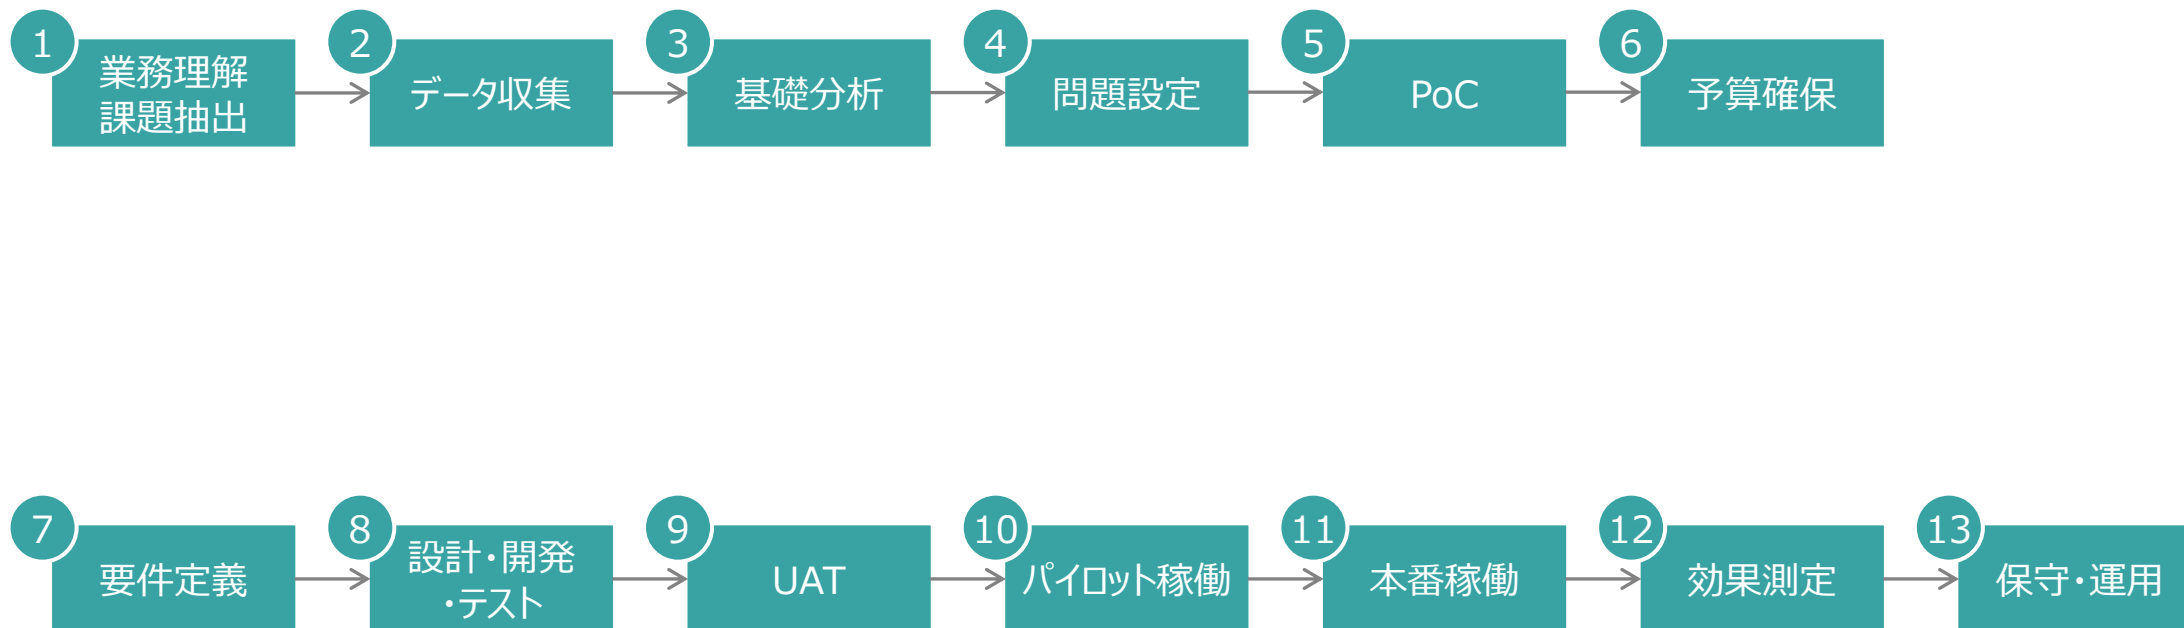 1
業務理解
課題抽出
2
データ収集
3
基礎分析
4
問題設定
5
PoC
6
予算確保
7
要件定義
8
設計・開発
・テスト
9
UAT
10
パイロット稼働
11
本番稼働
12
効果測定
13
保守・運用